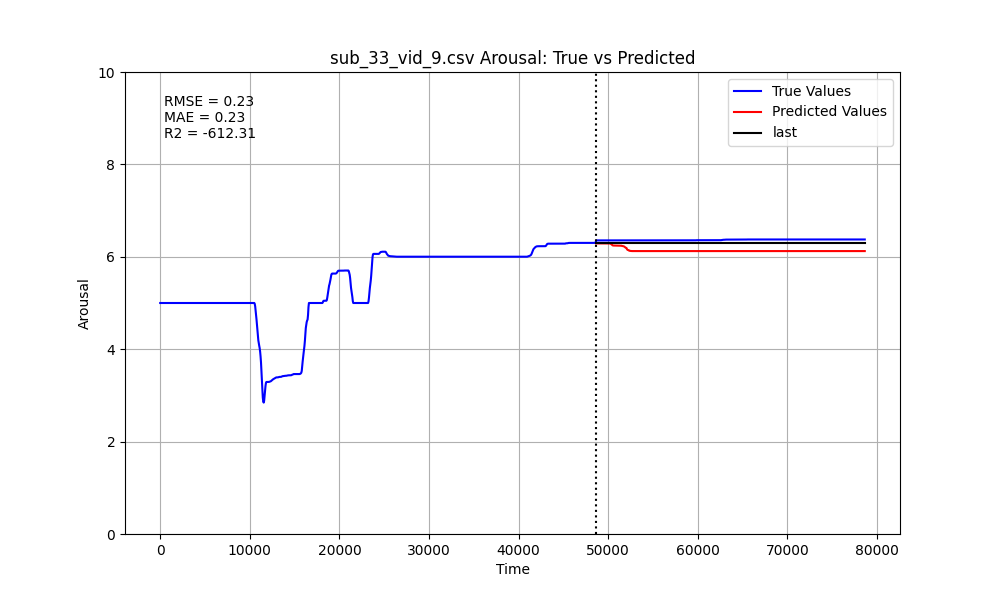 sub_33_vid_9.csv Arousal: True vs Predicted
RMSE = 0.23
MAE = 0.23
R2 = -612.31
True Values
Predicted Values
last
Arousal
10
8
6
4
2
0
0
10000
20000
30000
40000
50000
60000
70000
80000
Time